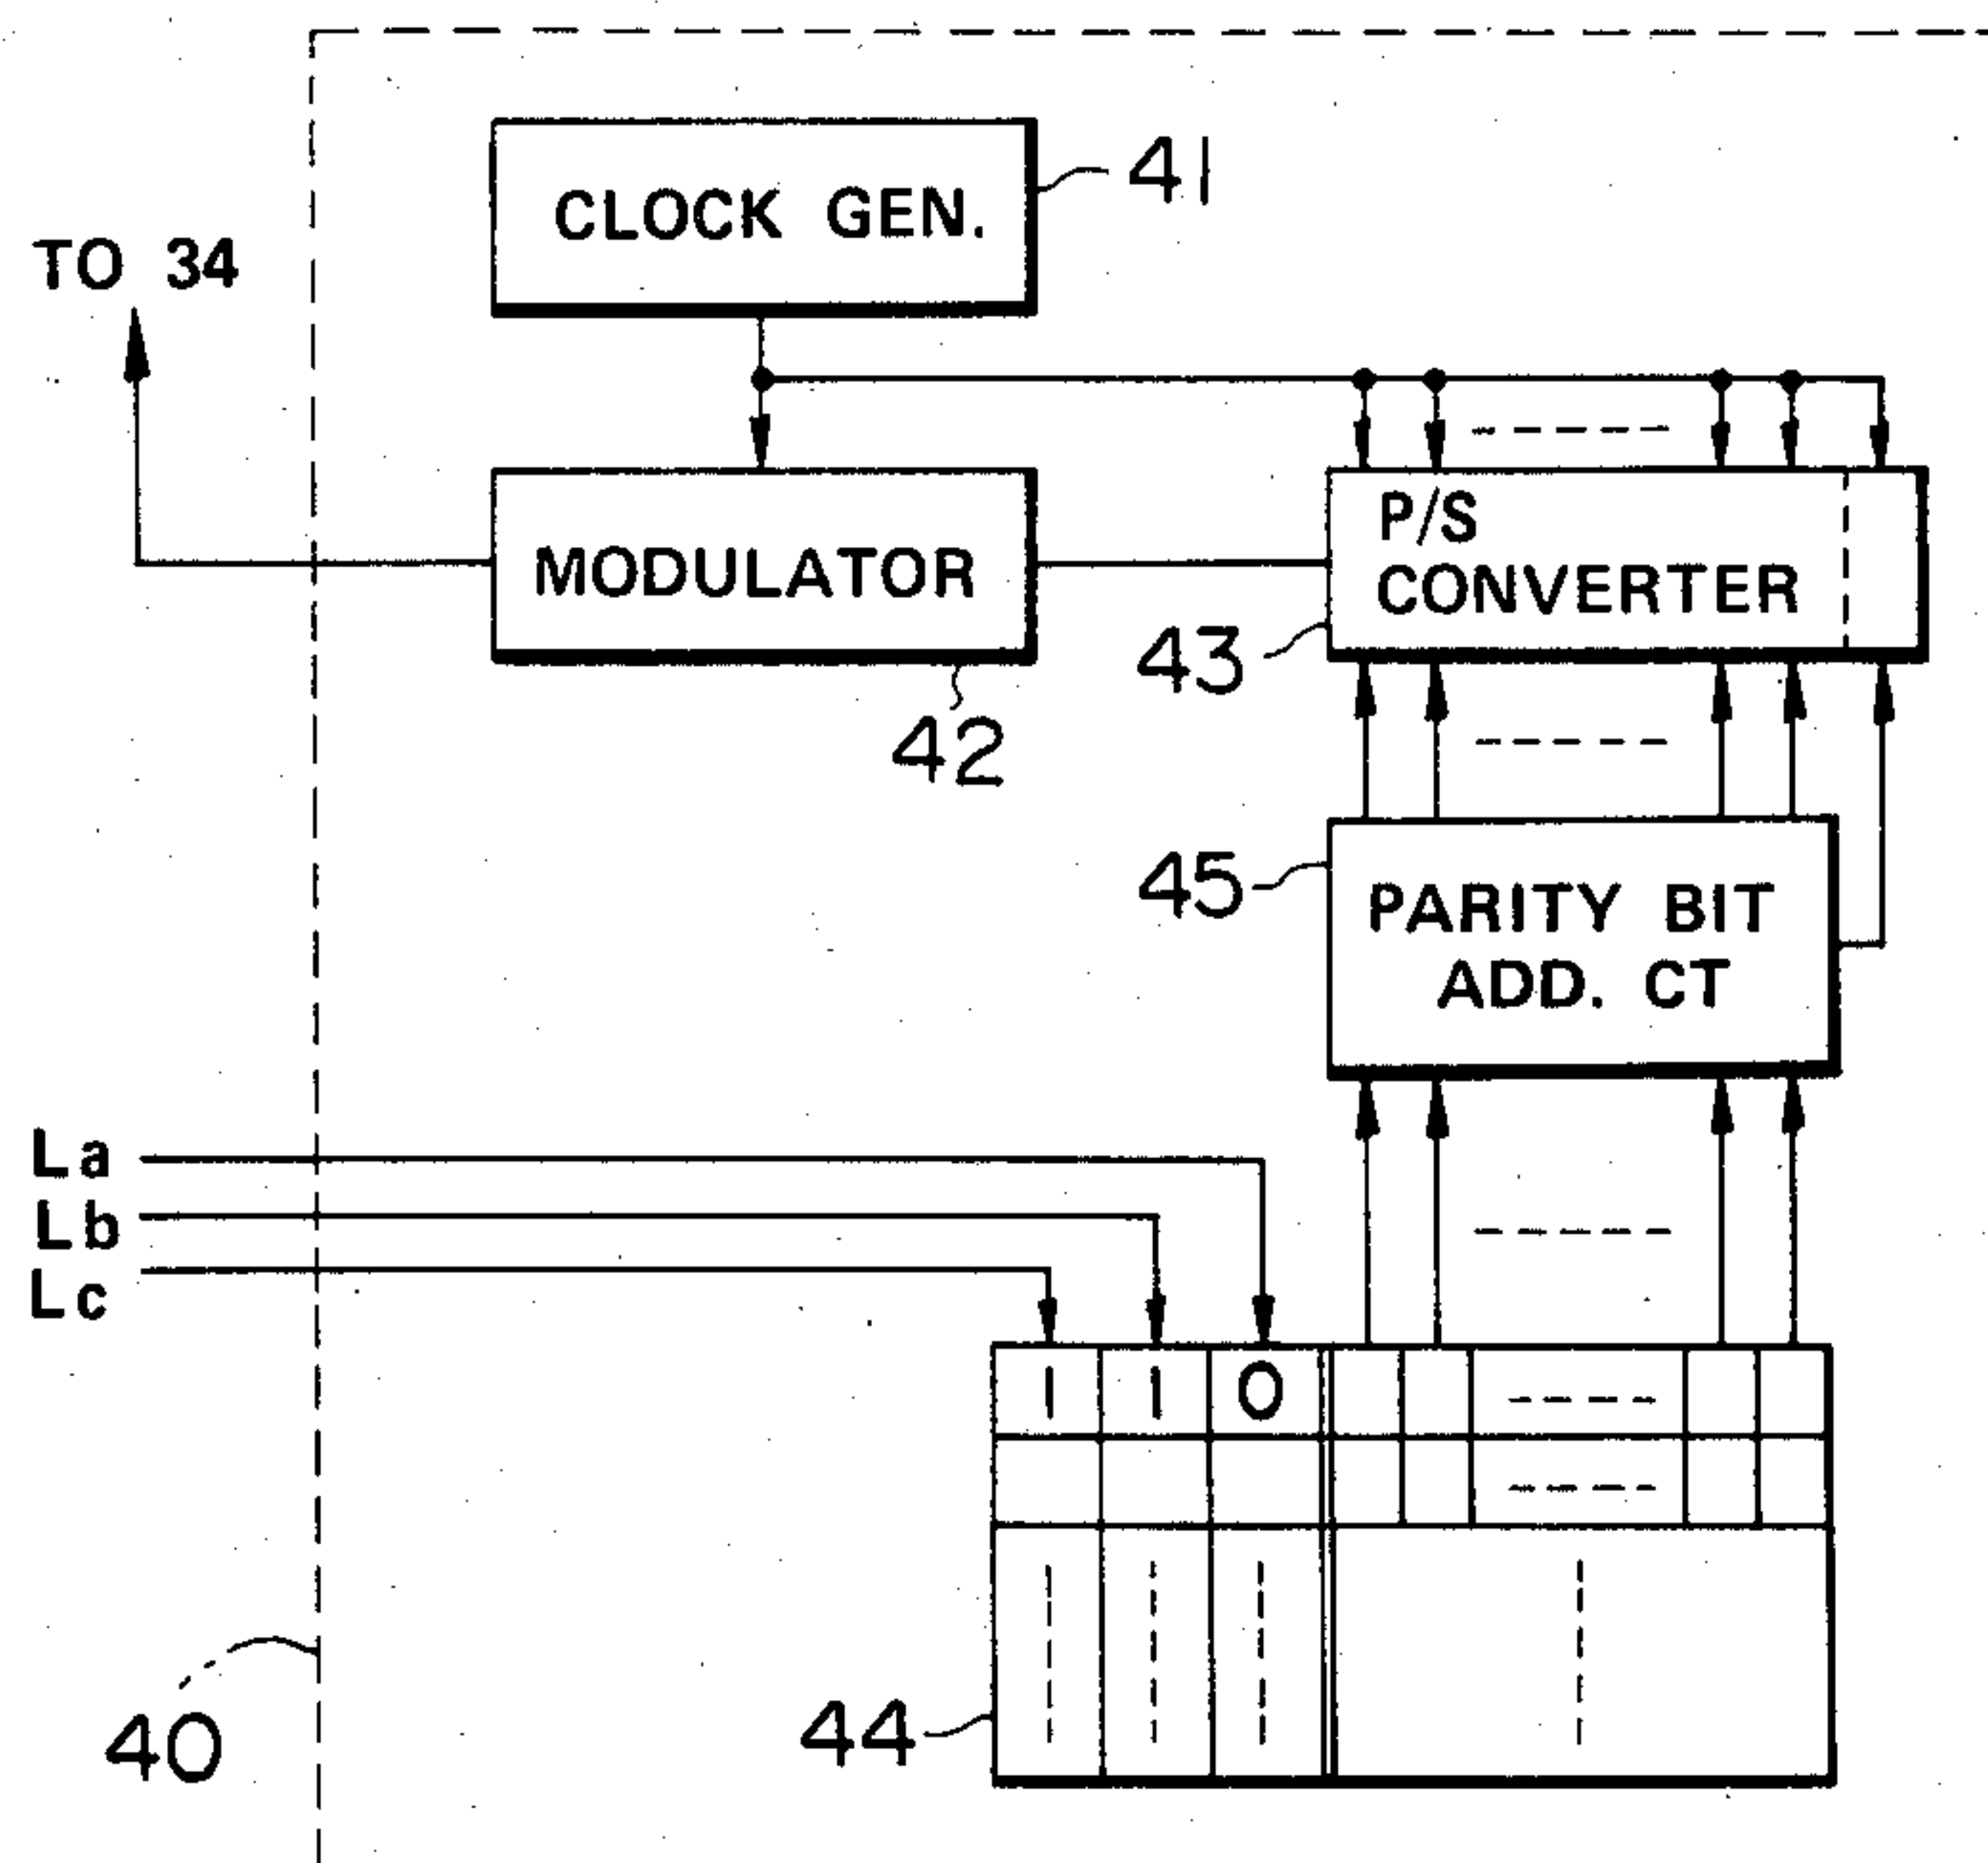 CLOCK GEN.
41
TO 34
MODULATOR
42
P/S
CONVERTER
43
45
PARITY BIT
ADD. CT
La
Lb
Lc
1 1 0
44
40